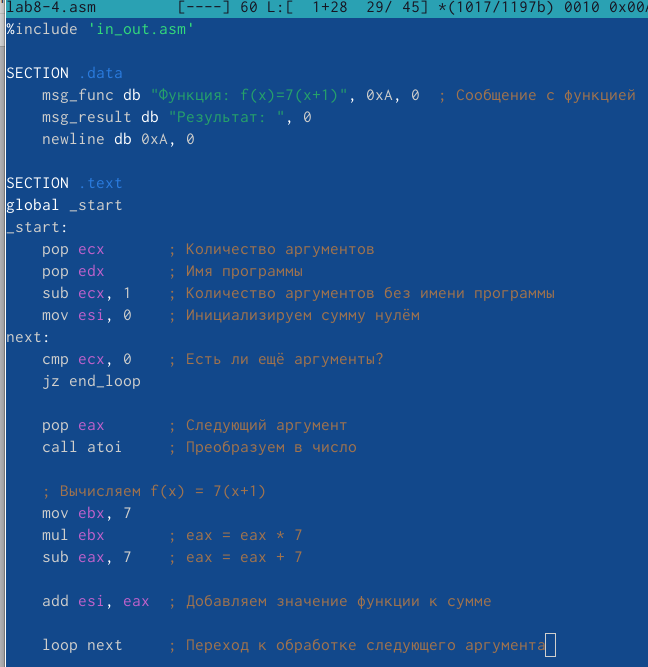 lab8-4.asm         [----] 60 L:[  1+28  29/ 45] *(1017/1197b) 0010 0x00
%include 'in_out.asm'

SECTION .data
    msg_func db "Функция: f(x)=7(x+1)", 0xA, 0  ; Сообщение с функцией
    msg_result db "Результат: ", 0
    newline db 0xA, 0

SECTION .text
global _start
_start:
    pop ecx       ; Количество аргументов
    pop edx       ; Имя программы
    sub ecx, 1    ; Количество аргументов без имени программы
    mov esi, 0    ; Инициализируем сумму нулём
next:
    cmp ecx, 0    ; Есть ли ещё аргументы?
    jz end_loop

    pop eax       ; Следующий аргумент
    call atoi     ; Преобразуем в число

    ; Вычисляем f(x) = 7(x+1)
    mov ebx, 7
    mul ebx       ; eax = eax * 7
    sub eax, 7    ; eax = eax + 7

    add esi, eax  ; Добавляем значение функции к сумме

    loop next     ; Переход к обработке следующего аргумента